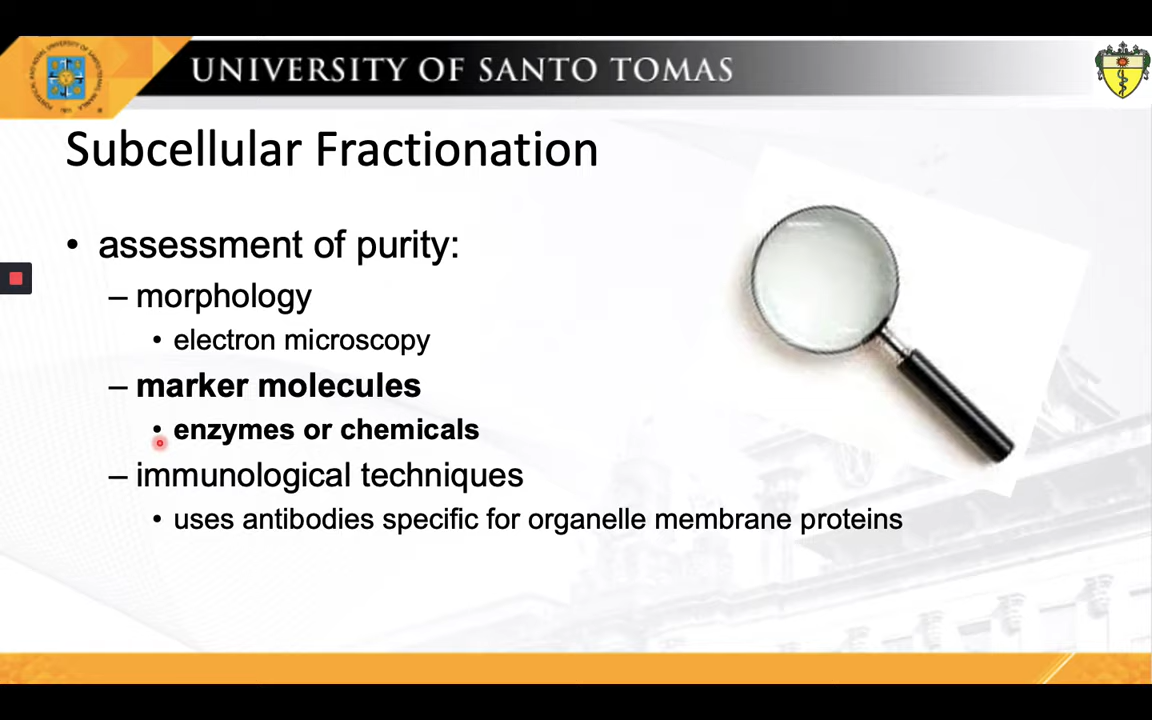 UNIVERSITY OF SANTO TOMAS
Subcellular Fractionation
• assessment of purity:
– morphology
• electron microscopy
– marker molecules
• enzymes or chemicals
– immunological techniques
• uses antibodies specific for organelle membrane proteins